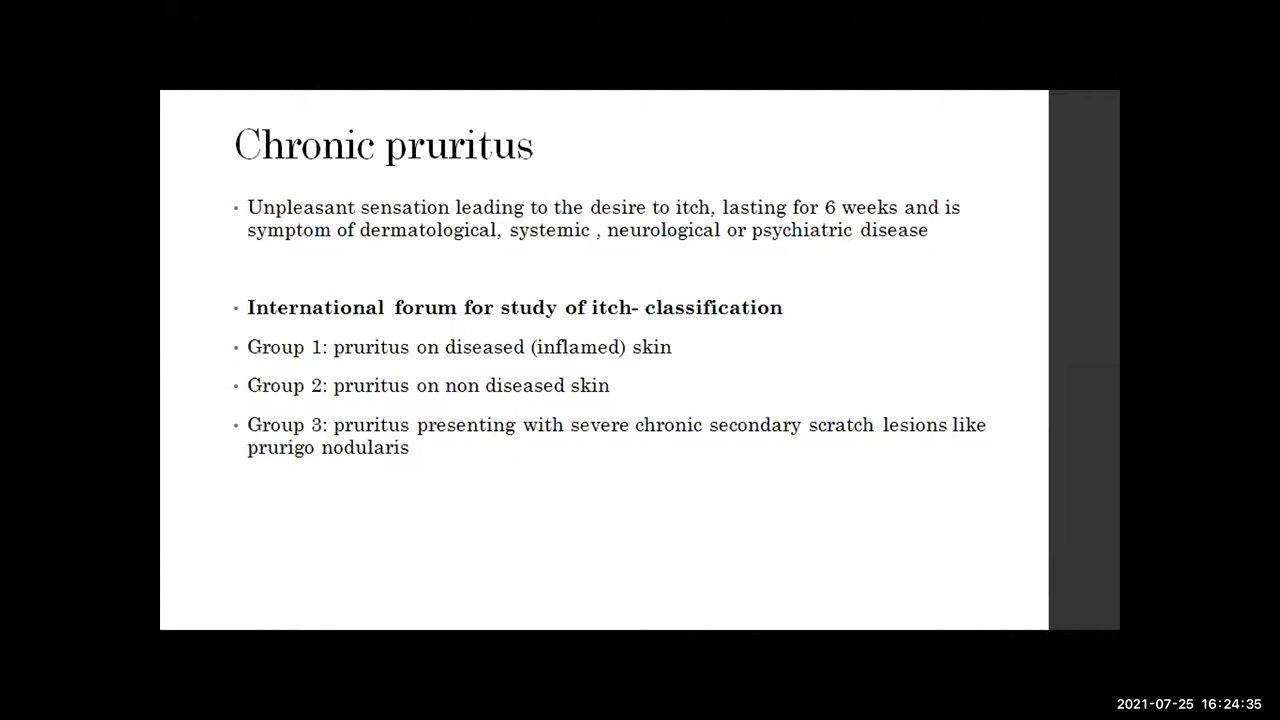 Chronic pruritus
• Unpleasant sensation leading to the desire to itch, lasting for 6 weeks and is
symptom of dermatological, systemic , neurological or psychiatric disease
• International forum for study of itch- classification
• Group 1: pruritus on diseased (inflamed) skin
• Group 2: pruritus on non diseased skin
• Group 3: pruritus presenting with severe chronic secondary scratch lesions like
prurigo nodularis
2021-07-25 16:24:35